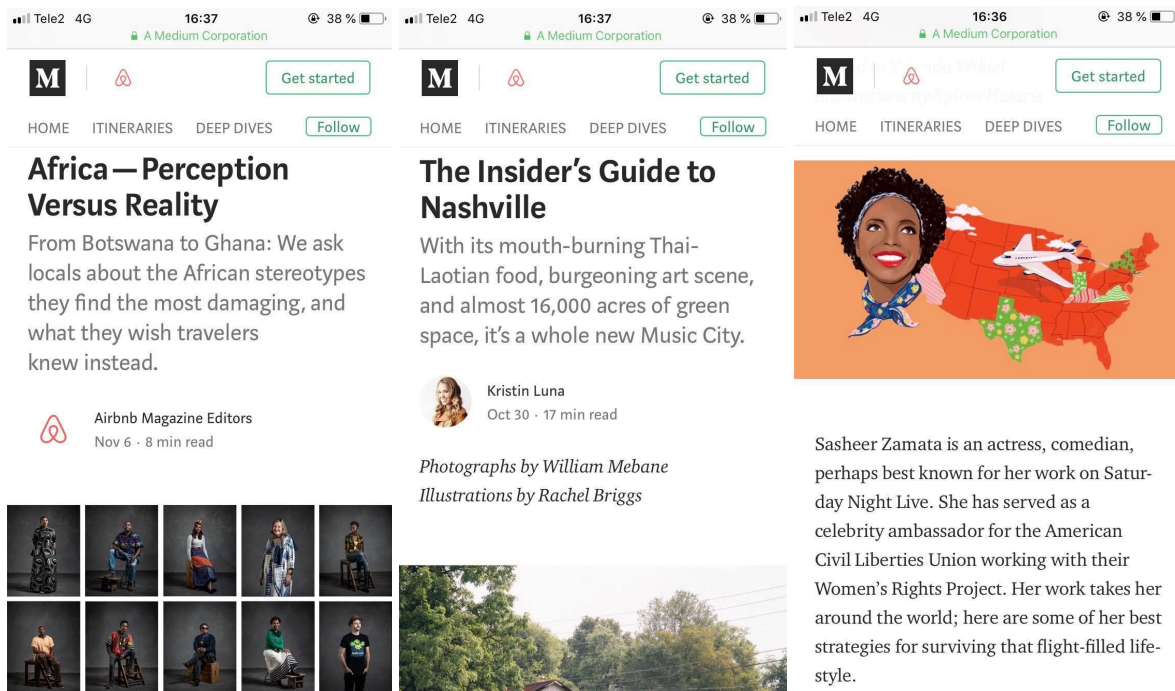 Tele2 4G 16:37 38 %
A Medium Corporation
M Get started
HOME ITINERARIES DEEP DIVES Follow
Africa — Perception
Versus Reality
From Botswana to Ghana: We ask
locals about the African stereotypes
they find the most damaging, and
what they wish travelers
knew instead.
Airbnb Magazine Editors
Nov 6 · 8 min read
Tele2 4G 16:37 38 %
A Medium Corporation
M Get started
HOME ITINERARIES DEEP DIVES Follow
The Insider's Guide to
Nashville
With its mouth-burning Thai-
Laotian food, burgeoning art scene,
and almost 16,000 acres of green
space, it's a whole new Music City.
Kristin Luna
Oct 30 · 17 min read
Photographs by William Mebane
Illustrations by Rachel Briggs
Tele2 4G 16:36 38 %
A Medium Corporation
M Get started
HOME ITINERARIES DEEP DIVES Follow
Sasheer Zamata is an actress, comedian,
perhaps best known for her work on Satur-
day Night Live. She has served as a
celebrity ambassador for the American
Civil Liberties Union working with their
Women's Rights Project. Her work takes her
around the world; here are some of her best
strategies for surviving that flight-filled life-
style.